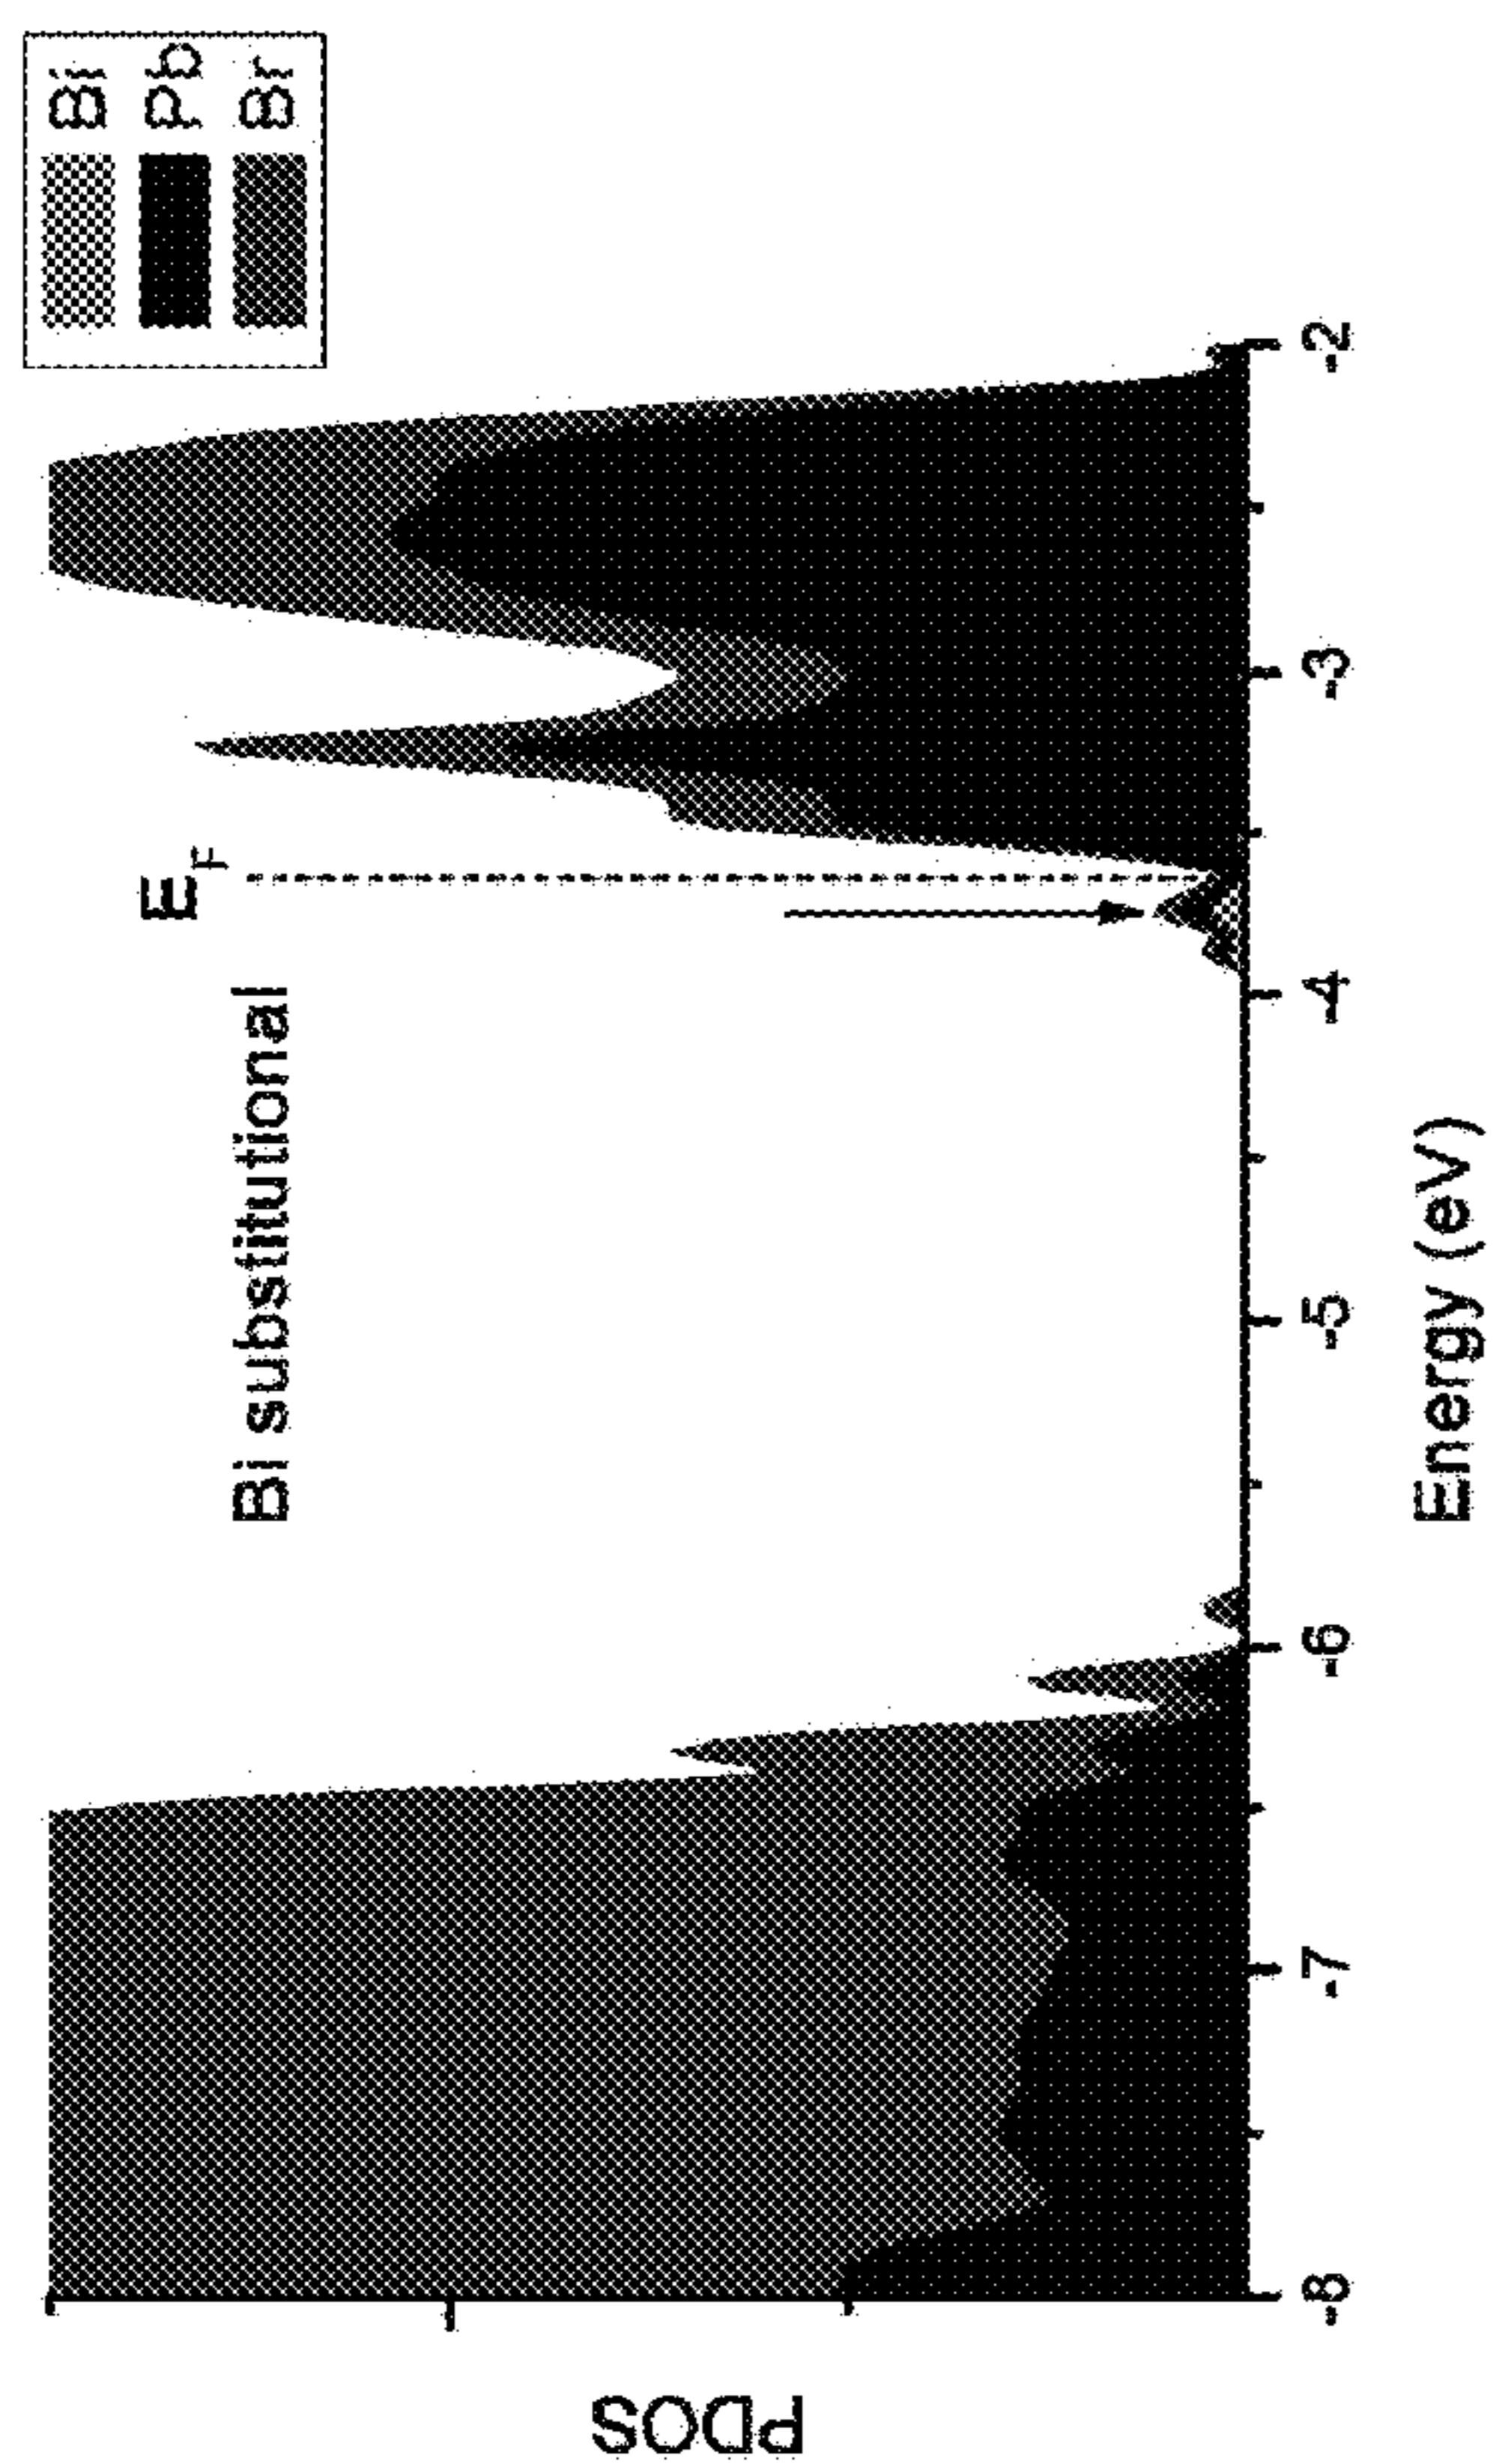 Bi
Pb
Br
E_F
Bi substitutional
PDOS
-8
-7
-6
-5
-4
-3
-2
Energy (eV)